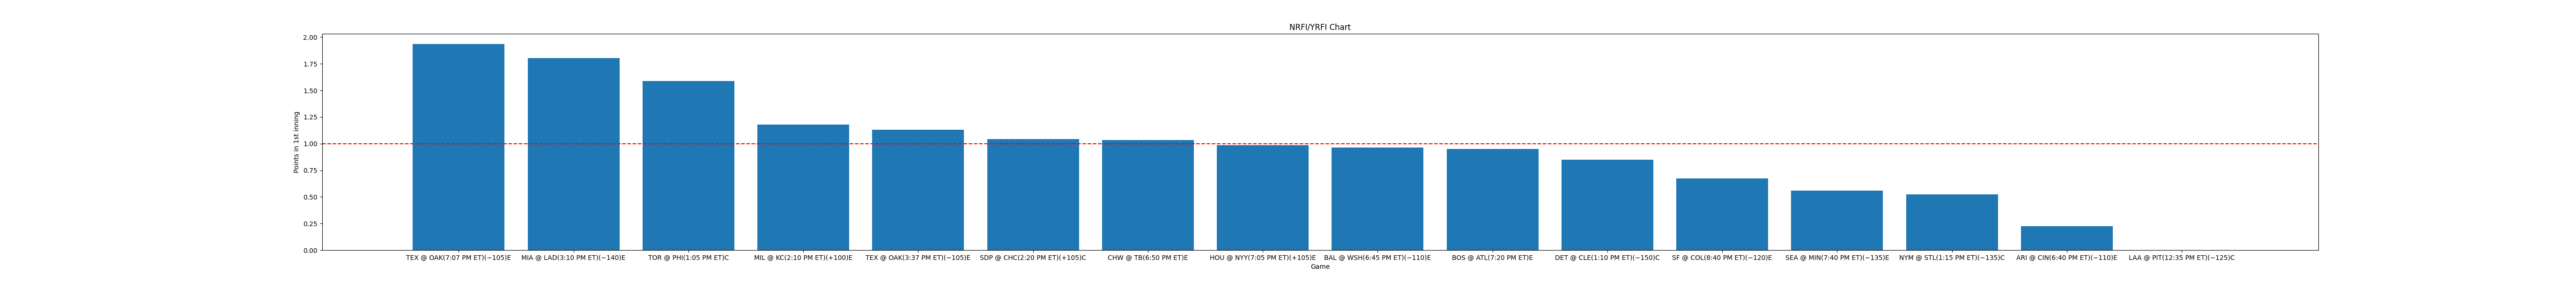 NRFI/YRFI Chart
2.00
1.75
1.50
1.25
1.00
0.75
0.50
0.25
0.00
Points in 1st inning
TEX @ OAK(7:07 PM ET)(−105)E
MIA @ LAD(3:10 PM ET)(−140)E
TOR @ PHI(1:05 PM ET)C
MIL @ KC(2:10 PM ET)(+100)E
TEX @ OAK(3:37 PM ET)(−105)E
SDP @ CHC(2:20 PM ET)(+105)C
CHW @ TB(6:50 PM ET)E
HOU @ NYY(7:05 PM ET)(+105)E
BAL @ WSH(6:45 PM ET)(−110)E
BOS @ ATL(7:20 PM ET)E
DET @ CLE(1:10 PM ET)(−150)C
SF @ COL(8:40 PM ET)(−120)E
SEA @ MIN(7:40 PM ET)(−135)E
NYM @ STL(1:15 PM ET)(−135)C
ARI @ CIN(6:40 PM ET)(−110)E
LAA @ PIT(12:35 PM ET)(−125)C
Game